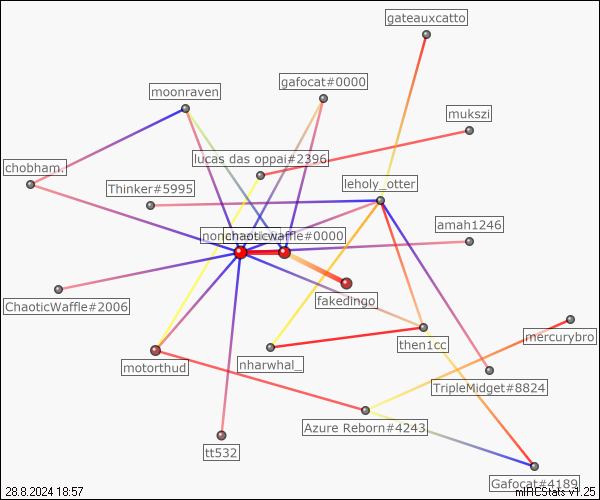 gateauxcatto
gafocat#0000
moonraven
mukszi
lucas das oppai#2396
chobham.
Thinker#5995
leholy_otter
amah1246
chaoticwaffle#0000
fakedingo
ChaoticWaffle#2006
mercurybro
then1cc
nharwhal_
motorthud
TripleMidget#8824
Azure Reborn#4243
tt532
Gafocat#4189
28.8.2024 18:57
mIRCStats v1.25